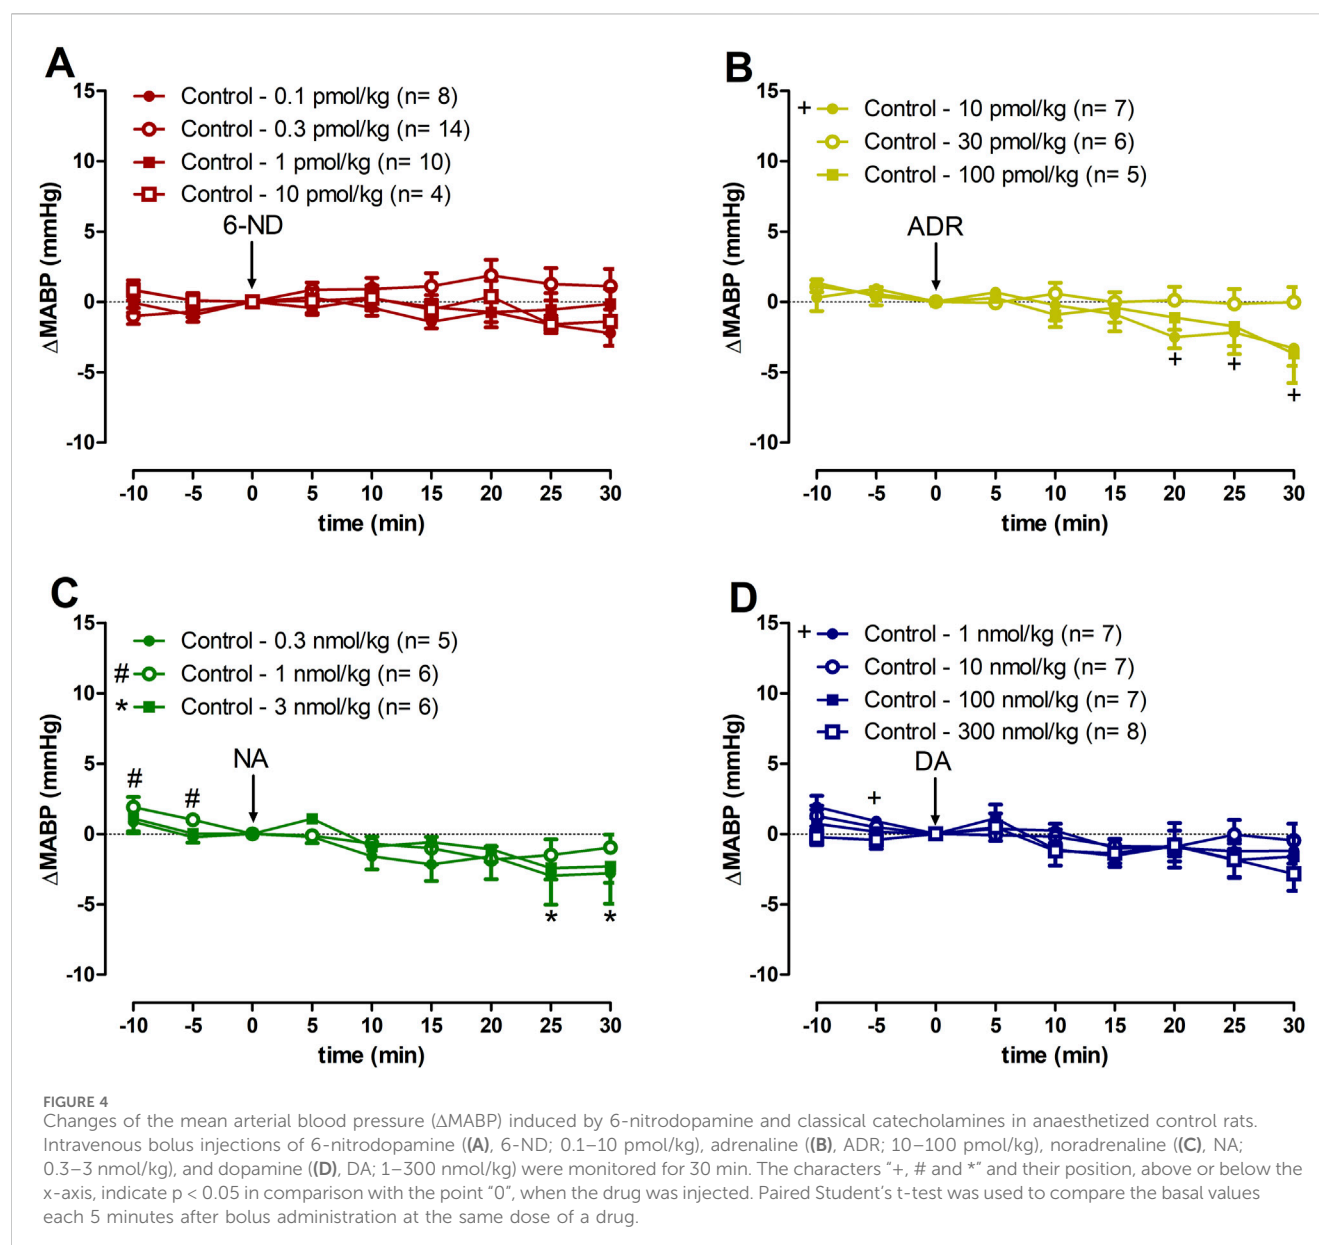 A
15
10
5
0
-5
-10
ΔMABP (mmHg)
Control - 0.1 pmol/kg (n= 8)
Control - 0.3 pmol/kg (n= 14)
Control - 1 pmol/kg (n= 10)
Control - 10 pmol/kg (n= 4)
6-ND
-10 -5 0 5 10 15 20 25 30
time (min)
B
15
10
5
0
-5
-10
ΔMABP (mmHg)
+ Control - 10 pmol/kg (n= 7)
Control - 30 pmol/kg (n= 6)
Control - 100 pmol/kg (n= 5)
ADR
+ + +
-10 -5 0 5 10 15 20 25 30
time (min)
C
15
10
5
0
-5
-10
ΔMABP (mmHg)
Control - 0.3 nmol/kg (n= 5)
# Control - 1 nmol/kg (n= 6)
* Control - 3 nmol/kg (n= 6)
NA
# #
* *
-10 -5 0 5 10 15 20 25 30
time (min)
D
15
10
5
0
-5
-10
ΔMABP (mmHg)
+ Control - 1 nmol/kg (n= 7)
Control - 10 nmol/kg (n= 7)
Control - 100 nmol/kg (n= 7)
Control - 300 nmol/kg (n= 8)
DA
+
-10 -5 0 5 10 15 20 25 30
time (min)
FIGURE 4
Changes of the mean arterial blood pressure (ΔMABP) induced by 6-nitrodopamine and classical catecholamines in anaesthetized control rats.
Intravenous bolus injections of 6-nitrodopamine ((A), 6-ND; 0.1–10 pmol/kg), adrenaline ((B), ADR; 10–100 pmol/kg), noradrenaline ((C), NA;
0.3–3 nmol/kg), and dopamine ((D), DA; 1–300 nmol/kg) were monitored for 30 min. The characters “+, # and *” and their position, above or below the
x-axis, indicate p < 0.05 in comparison with the point “0”, when the drug was injected. Paired Student’s t-test was used to compare the basal values
each 5 minutes after bolus administration at the same dose of a drug.